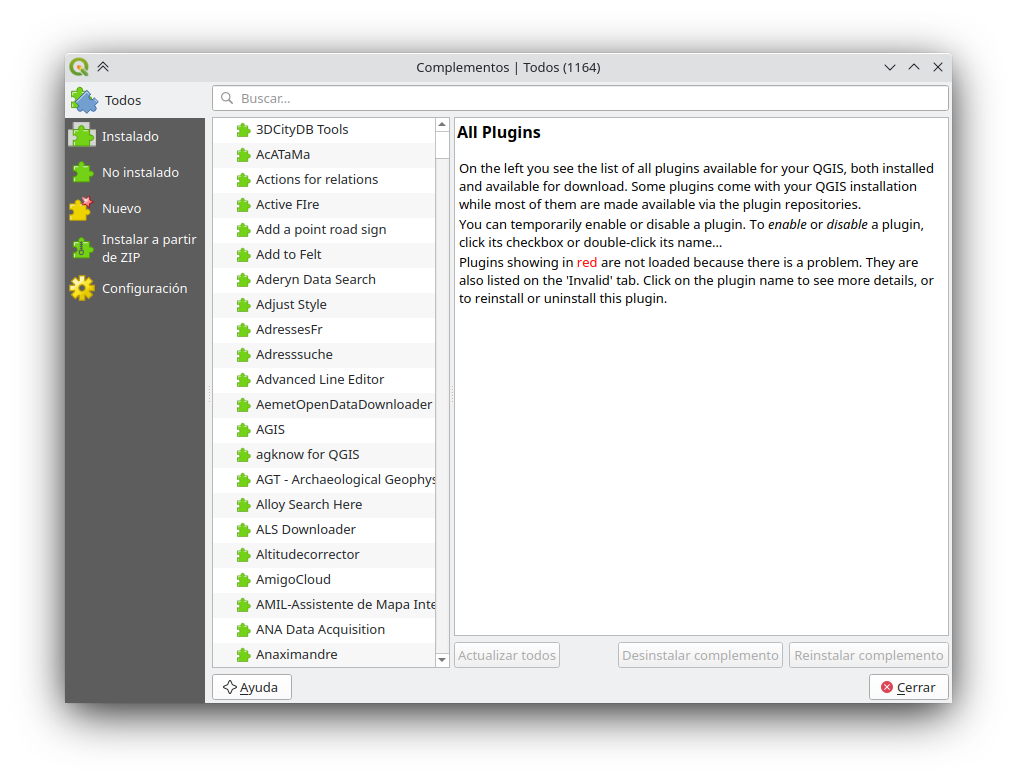 Complementos | Todos (1164)
Todos
Instalado
No instalado
Nuevo
Instalar a partir
de ZIP
Configuración
Buscar...
3DCityDB Tools
AcATaMa
Actions for relations
Active FIre
Add a point road sign
Add to Felt
Aderyn Data Search
Adjust Style
AdressesFr
Adresssuche
Advanced Line Editor
AemetOpenDataDownloader
AGIS
agknow for QGIS
AGT - Archaeological Geophys
Alloy Search Here
ALS Downloader
Altitudecorrector
AmigoCloud
AMIL-Assistente de Mapa Inte
ANA Data Acquisition
Anaximandre
All Plugins
On the left you see the list of all plugins available for your QGIS, both installed
and available for download. Some plugins come with your QGIS installation
while most of them are made available via the plugin repositories.
You can temporarily enable or disable a plugin. To enable or disable a plugin,
click its checkbox or double-click its name...
Plugins showing in red are not loaded because there is a problem. They are
also listed on the 'Invalid' tab. Click on the plugin name to see more details, or
to reinstall or uninstall this plugin.
Actualizar todos
Desinstalar complemento
Reinstalar complemento
Ayuda
Cerrar